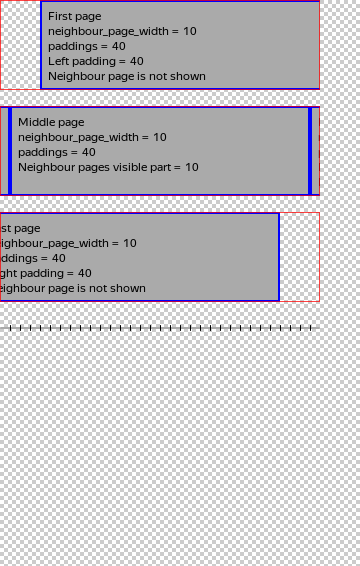 First page
neighbour_page_width = 10
paddings = 40
Left padding = 40
Neighbour page is not shown
Middle page
neighbour_page_width = 10
paddings = 40
Neighbour pages visible part = 10
st page
eighbour_page_width = 10
ddings = 40
ght padding = 40
eighbour page is not shown